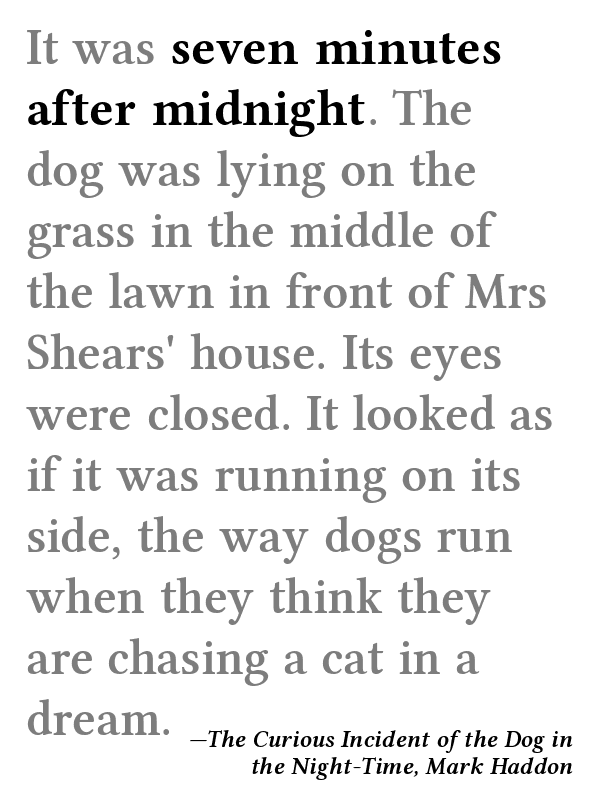 It was seven minutes
after midnight. The
dog was lying on the
grass in the middle of
the lawn in front of Mrs
Shears' house. Its eyes
were closed. It looked as
if it was running on its
side, the way dogs run
when they think they
are chasing a cat in a
dream.
—The Curious Incident of the Dog in
the Night-Time, Mark Haddon